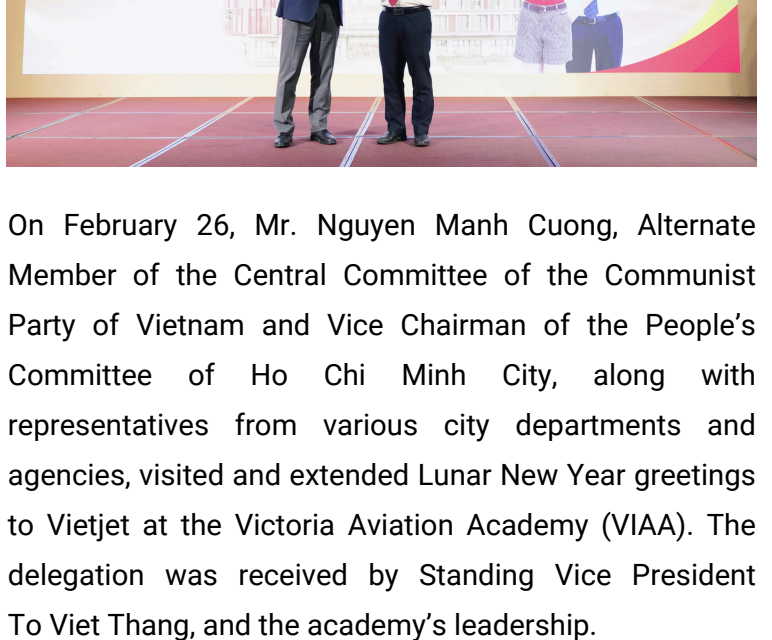 On February 26, Mr. Nguyen Manh Cuong, Alternate
Member of the Central Committee of the Communist
Party of Vietnam and Vice Chairman of the People’s
Committee of Ho Chi Minh City, along with
representatives from various city departments and
agencies, visited and extended Lunar New Year greetings
to Vietjet at the Victoria Aviation Academy (VIAA). The
delegation was received by Standing Vice President
To Viet Thang, and the academy’s leadership.